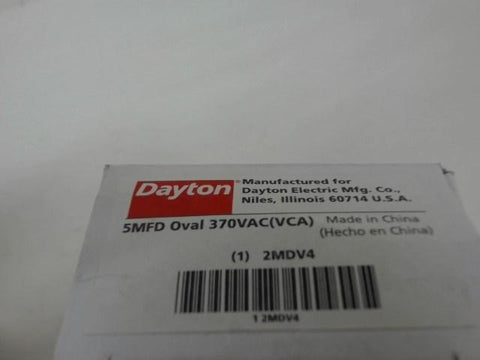 Dayton
Manufactured for
Dayton Electric Mfg. Co.,
Niles, Illinois 60714 U.S.A.
5MFD Oval 370VAC(VCA) Made in China
(Hecho en China)
(1) 2MDV4
1 2MDV4